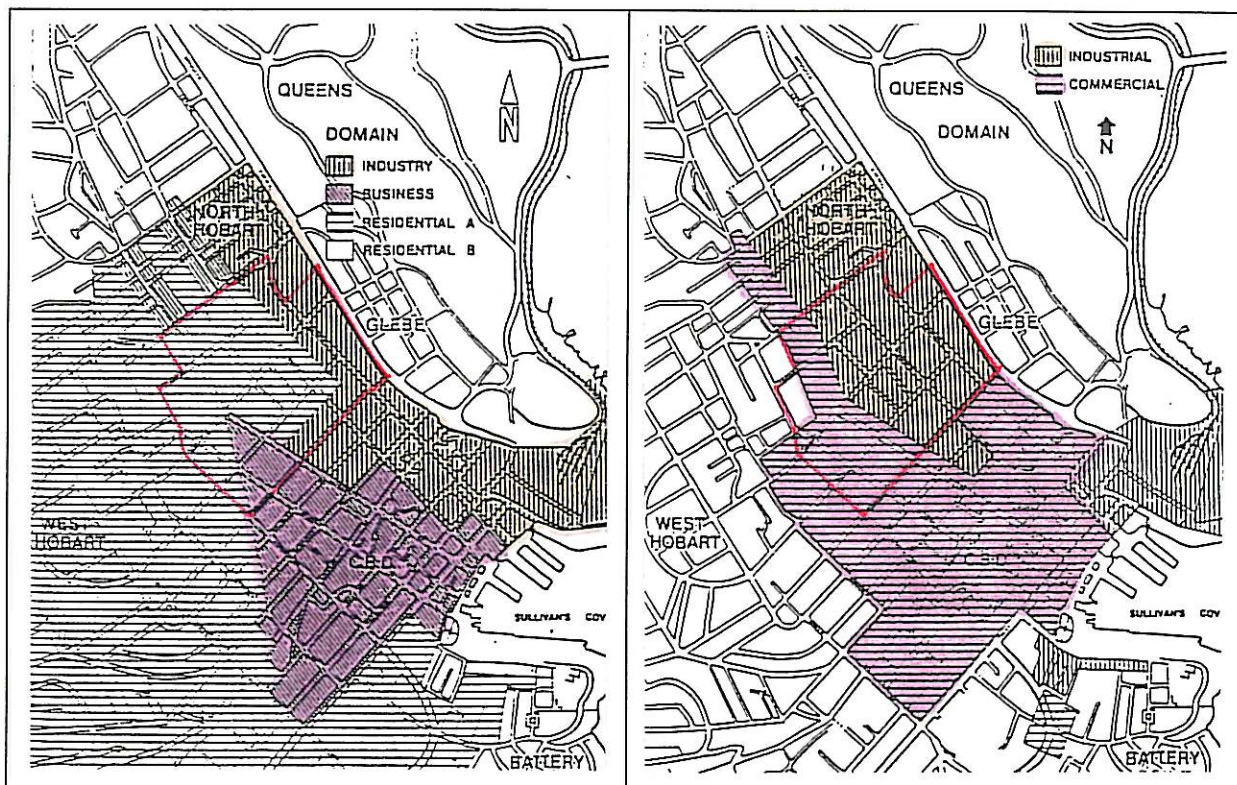 QUEENS
DOMAIN
N
INDUSTRY
BUSINESS
RESIDENTIAL A
RESIDENTIAL B
NORTH
HOBART
GLEBE
WEST
HOBART
C.B.D.
SULLIVAN'S COV
BATTERY
INDUSTRIAL
COMMERCIAL
QUEENS
DOMAIN
N
NORTH
HOBART
GLEBE
WEST
HOBART
C.B.D.
SULLIVAN'S COV
BATTERY